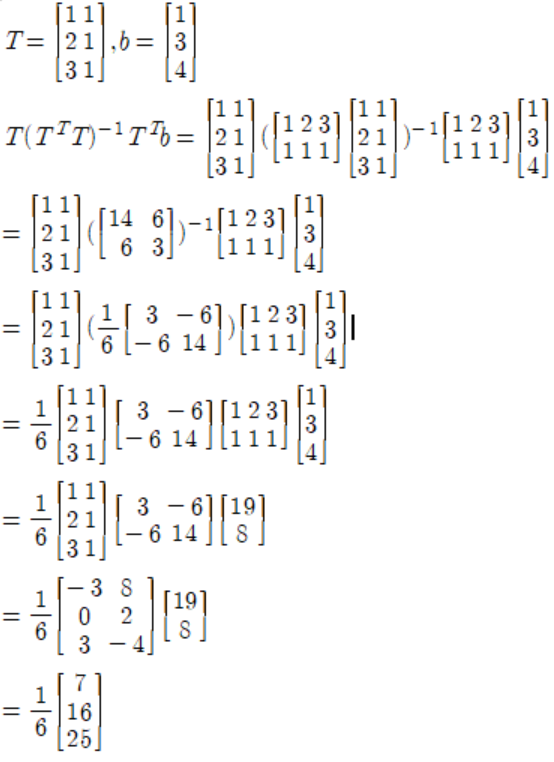 T = [1 1; 2 1; 3 1], b = [1; 3; 4]
T(T^T T)^{-1} T^T b = [1 1; 2 1; 3 1] ([1 2 3; 1 1 1] [1 1; 2 1; 3 1])^{-1} [1 2 3; 1 1 1] [1; 3; 4]
= [1 1; 2 1; 3 1] ([14 6; 6 3])^{-1} [1 2 3; 1 1 1] [1; 3; 4]
= [1 1; 2 1; 3 1] (1/6 [3 -6; -6 14]) [1 2 3; 1 1 1] [1; 3; 4]
= 1/6 [1 1; 2 1; 3 1] [3 -6; -6 14] [1 2 3; 1 1 1] [1; 3; 4]
= 1/6 [1 1; 2 1; 3 1] [3 -6; -6 14] [19; 8]
= 1/6 [-3 8; 0 2; 3 -4] [19; 8]
= 1/6 [7; 16; 25]